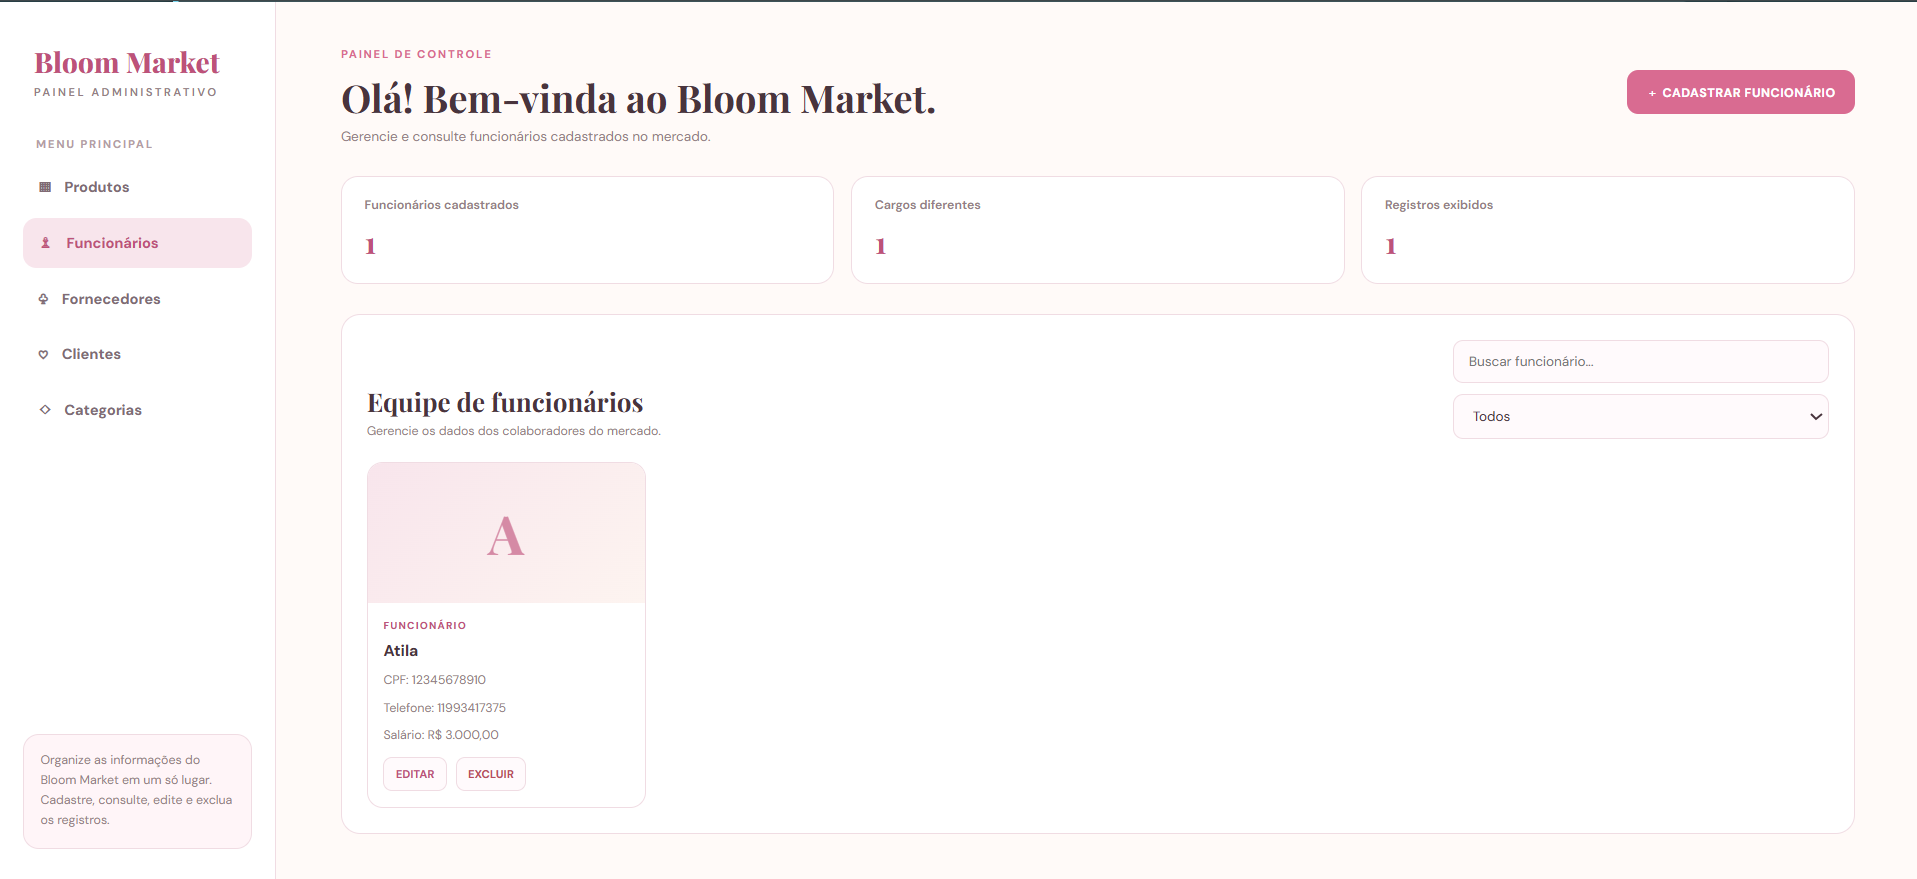 Bloom Market
PAINEL ADMINISTRATIVO
MENU PRINCIPAL
Produtos
Funcionários
Fornecedores
Clientes
Categorias
Organize as informações do
Bloom Market em um só lugar.
Cadastre, consulte, edite e exclua
os registros.
PAINEL DE CONTROLE
Olá! Bem-vinda ao Bloom Market.
Gerencie e consulte funcionários cadastrados no mercado.
+ CADASTRAR FUNCIONÁRIO
Funcionários cadastrados
1
Cargos diferentes
1
Registros exibidos
1
Buscar funcionário...
Todos
Equipe de funcionários
Gerencie os dados dos colaboradores do mercado.
A
FUNCIONÁRIO
Atila
CPF: 12345678910
Telefone: 11993417375
Salário: R$ 3.000,00
EDITAR
EXCLUIR